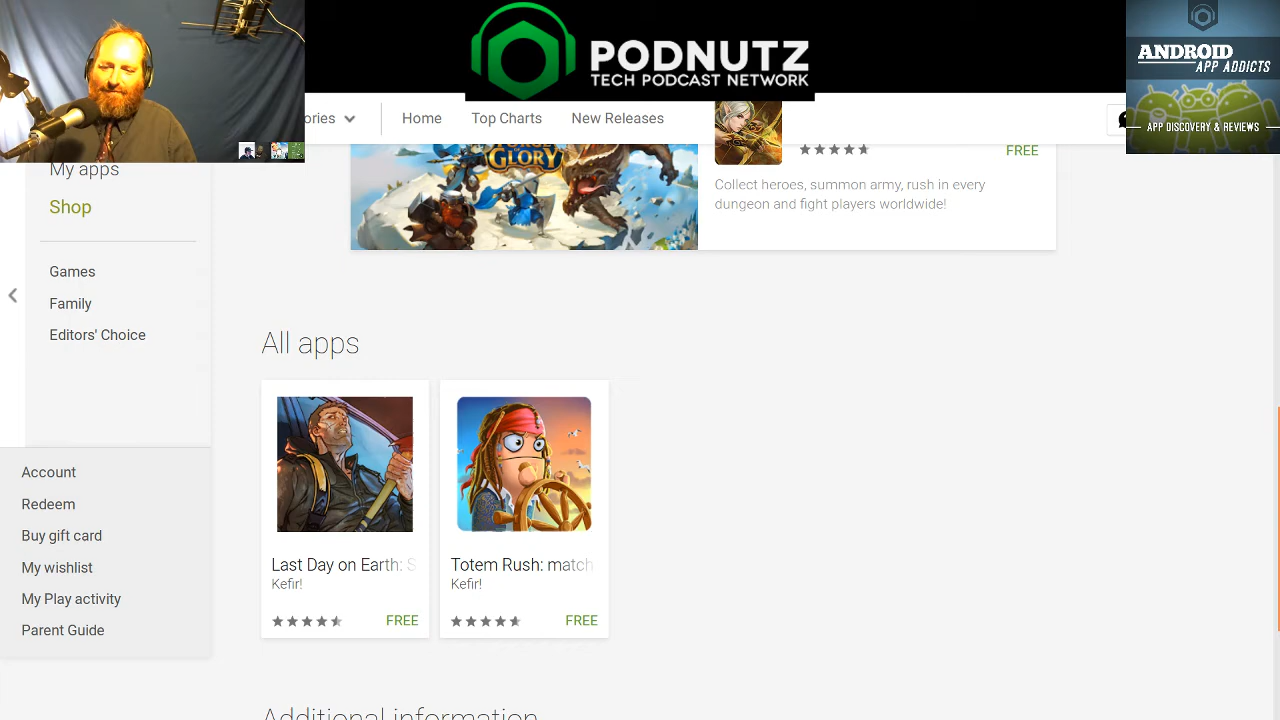 PODNUTZ
TECH PODCAST NETWORK
ANDROID
APP ADDICTS
APP DISCOVERY & REVIEWS
ories
Home
Top Charts
New Releases
My apps
Shop
Games
Family
Editors' Choice
Account
Redeem
Buy gift card
My wishlist
My Play activity
Parent Guide
GLORY
FREE
Collect heroes, summon army, rush in every
dungeon and fight players worldwide!
All apps
Last Day on Earth: S
Kefir!
FREE
Totem Rush: match
Kefir!
FREE
Additional information